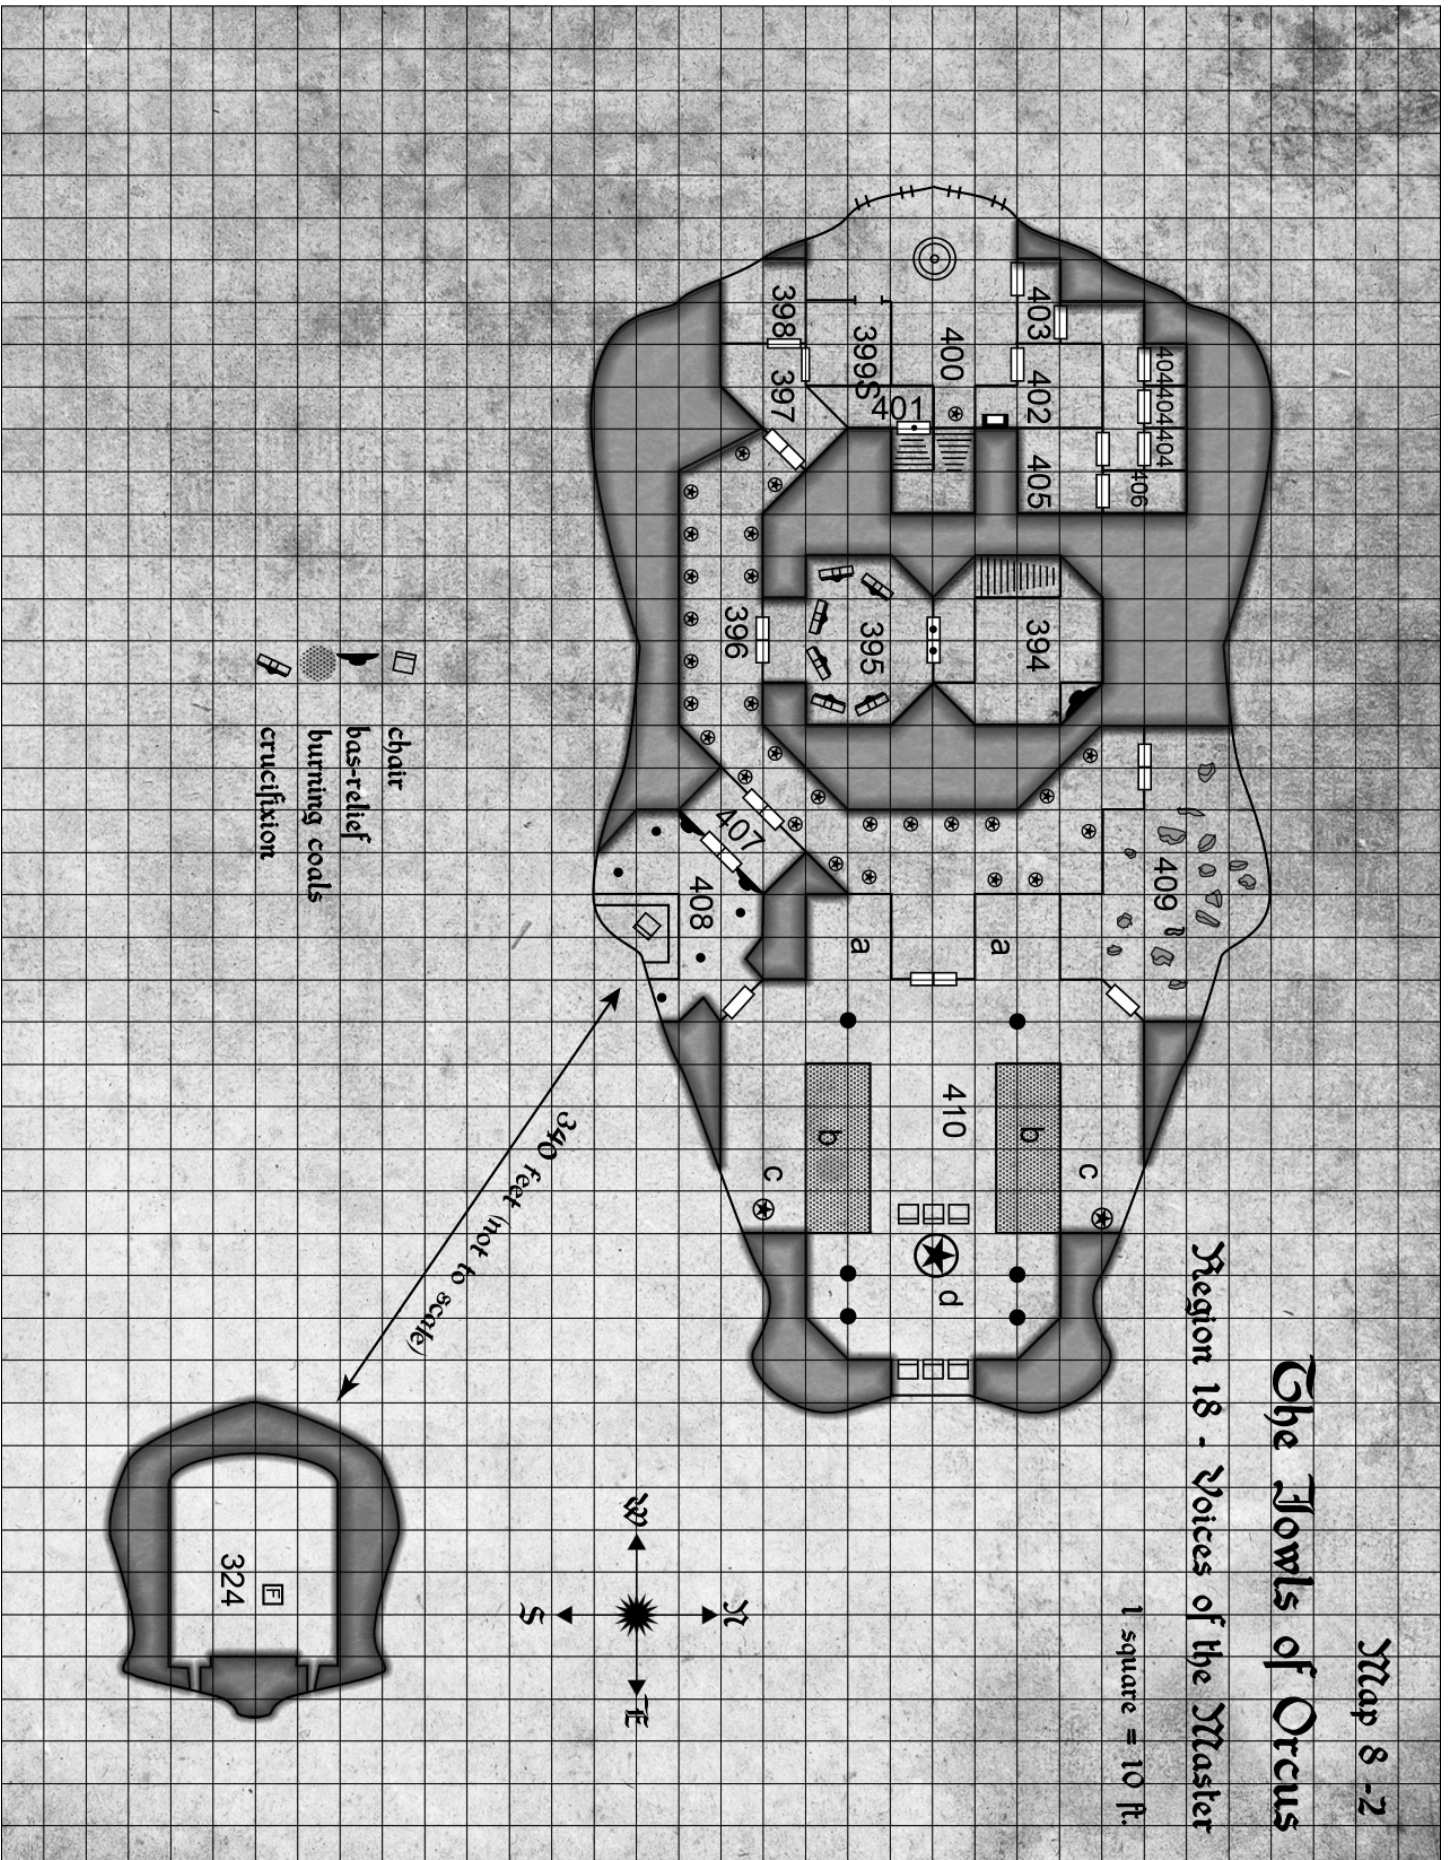 Map 8 -2
The Jowls of Orcus
Region 18 - Voices of the Master
1 square = 10 ft.
404
404
404
406
403
402
405
400
401
399
S
398
397
394
395
396
409
407
408
a
a
410
b
b
c
c
d
chair
bas-relief
burning coals
crucifixion
340 feet (not to scale)
N
W
E
S
324
F